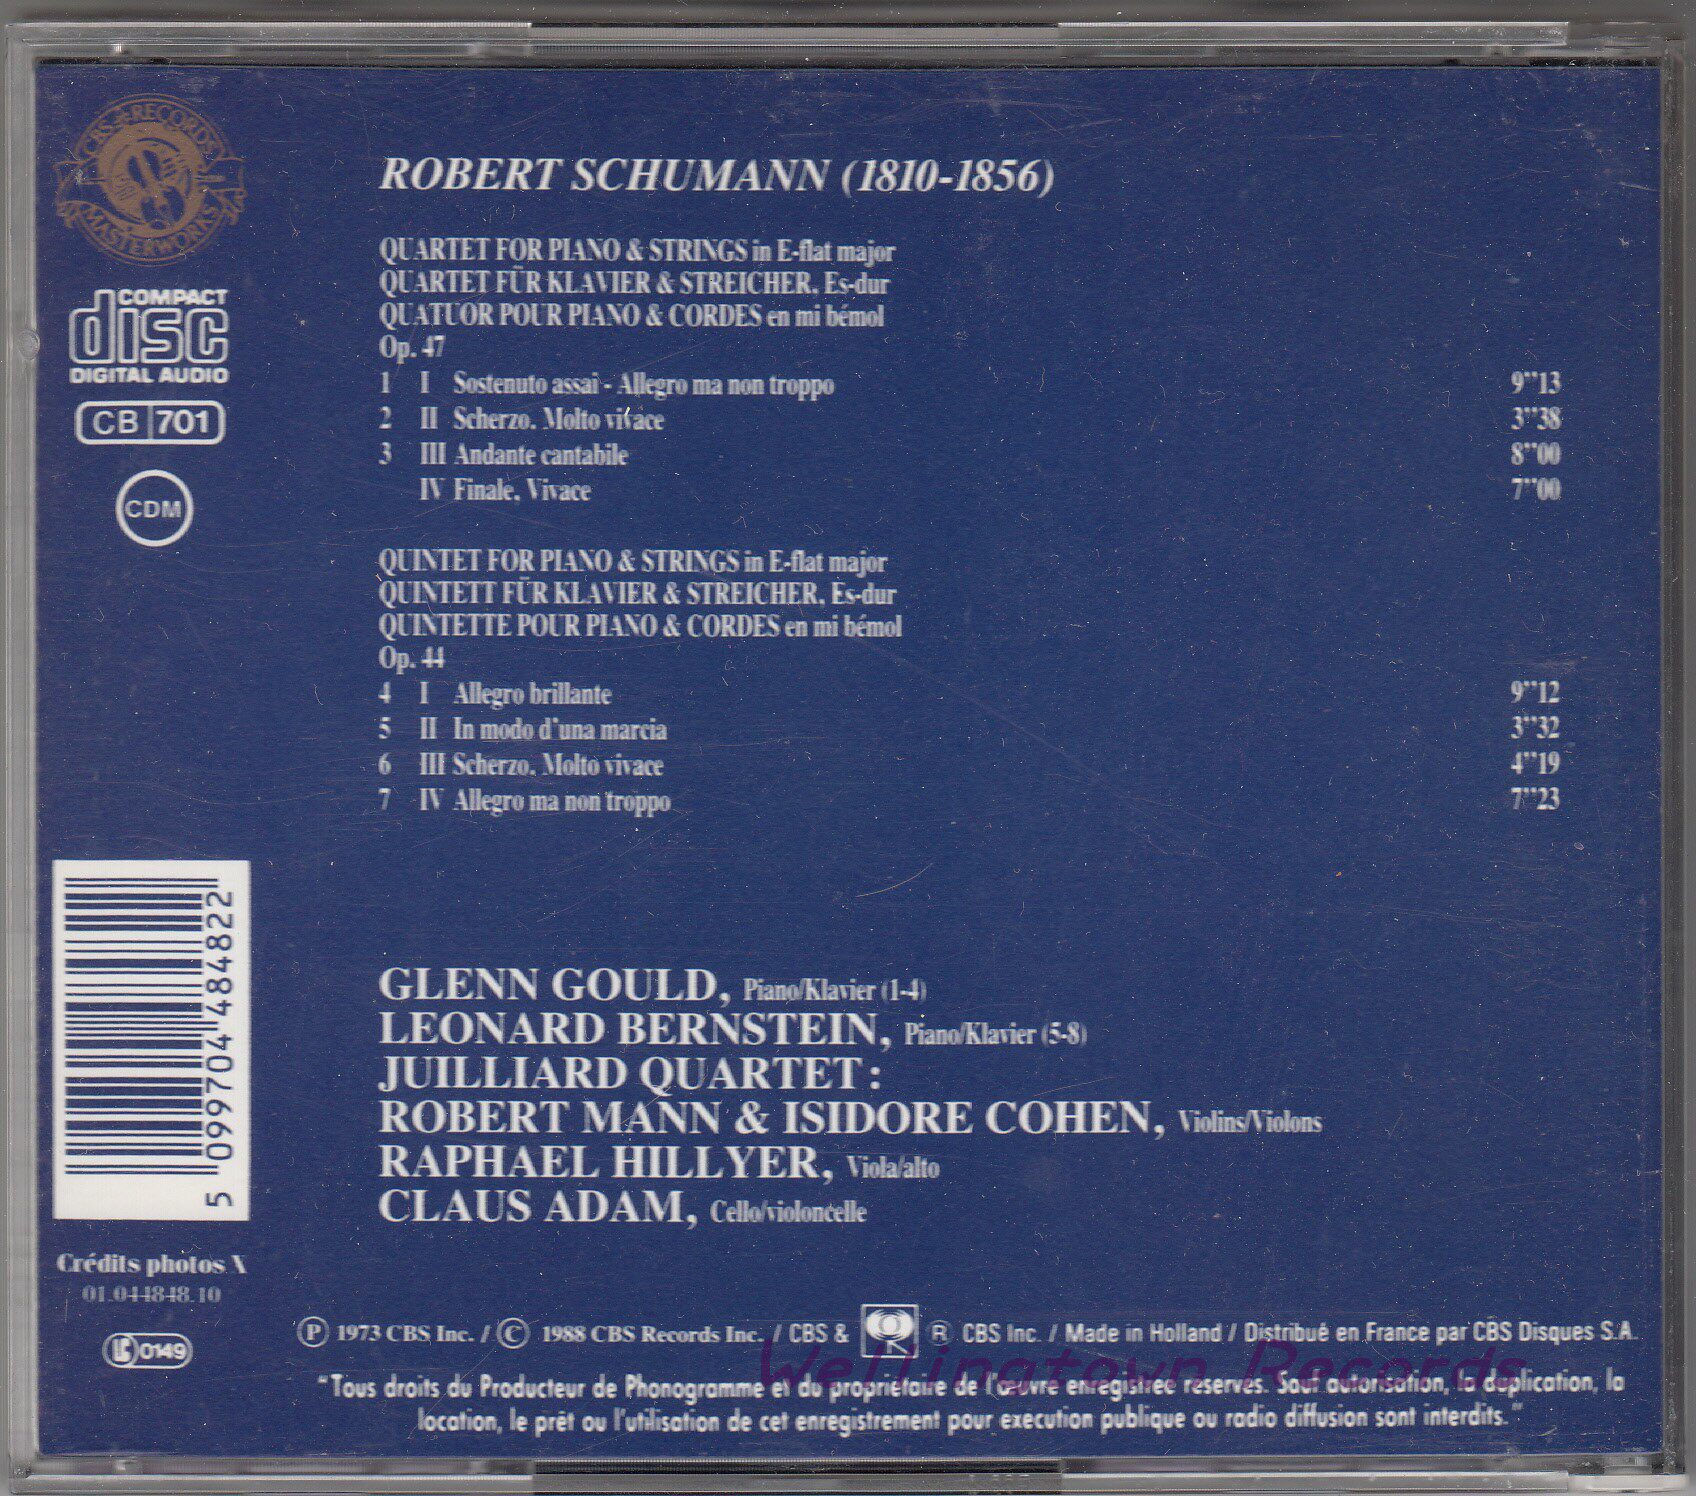 CBS RECORDS
MASTERWORKS
COMPACT
disc
DIGITAL AUDIO
CB 701
CDM
ROBERT SCHUMANN (1810-1856)
QUARTET FOR PIANO & STRINGS in E-flat major
QUARTET FÜR KLAVIER & STREICHER, Es-dur
QUATUOR POUR PIANO & CORDES en mi bémol
Op. 47
1 I Sostenuto assai - Allegro ma non troppo 9''13
2 II Scherzo. Molto vivace 3''38
3 III Andante cantabile 8''00
IV Finale. Vivace 7''00
QUINTET FOR PIANO & STRINGS in E-flat major
QUINTETT FÜR KLAVIER & STREICHER, Es-dur
QUINTETTE POUR PIANO & CORDES en mi bémol
Op. 44
4 I Allegro brillante 9''12
5 II In modo d'una marcia 3''32
6 III Scherzo. Molto vivace 4''19
7 IV Allegro ma non troppo 7''23
GLENN GOULD, Piano/Klavier (1-4)
LEONARD BERNSTEIN, Piano/Klavier (5-8)
JUILLIARD QUARTET :
ROBERT MANN & ISIDORE COHEN, Violins/Violons
RAPHAEL HILLYER, Viola/alto
CLAUS ADAM, Cello/violoncelle
5 099704 484822
Crédits photos X
01.044848.10
LC 0149
Ⓟ 1973 CBS Inc. / © 1988 CBS Records Inc. / CBS & ® CBS Inc. / Made in Holland / Distribué en France par CBS Disques S.A.
Wellingtown Records
"Tous droits du Producteur de Phonogramme et du propriétaire de l'œuvre enregistrée réservés. Sauf autorisation, la duplication, la
location, le prêt ou l'utilisation de cet enregistrement pour exécution publique ou radio diffusion sont interdits."